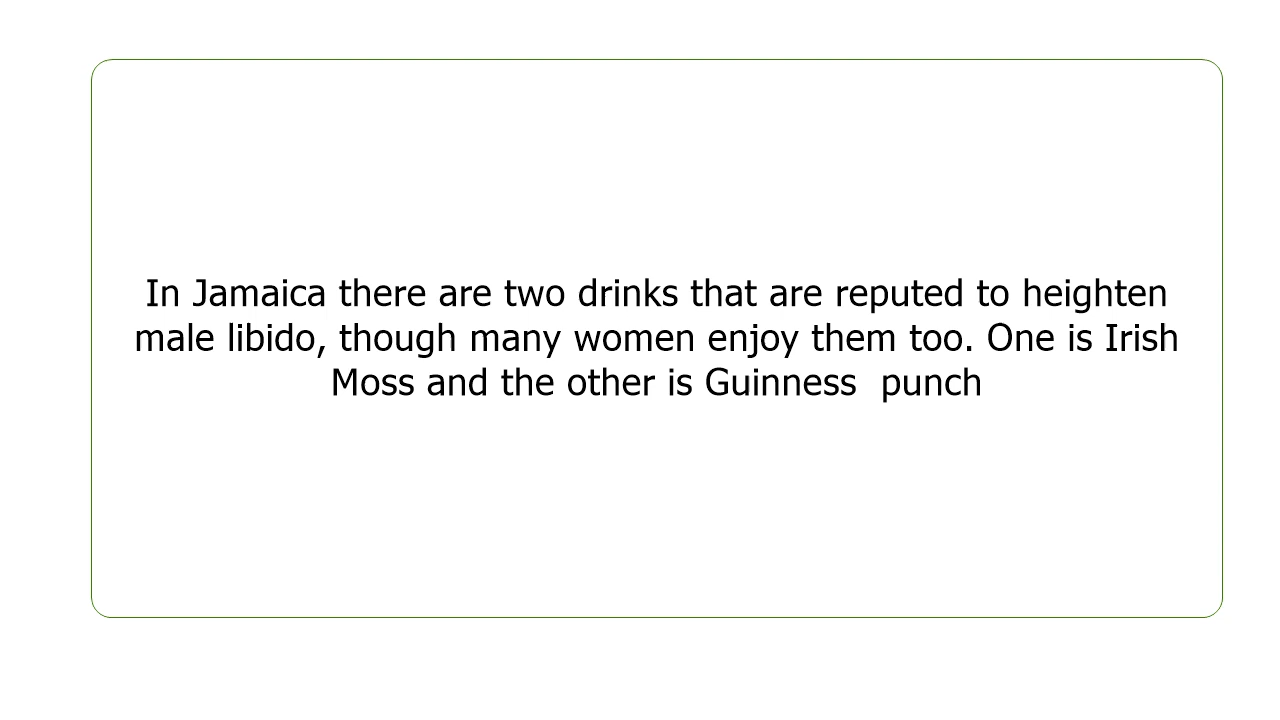 In Jamaica there are two drinks that are reputed to heighten
male libido, though many women enjoy them too. One is Irish
Moss and the other is Guinness  punch